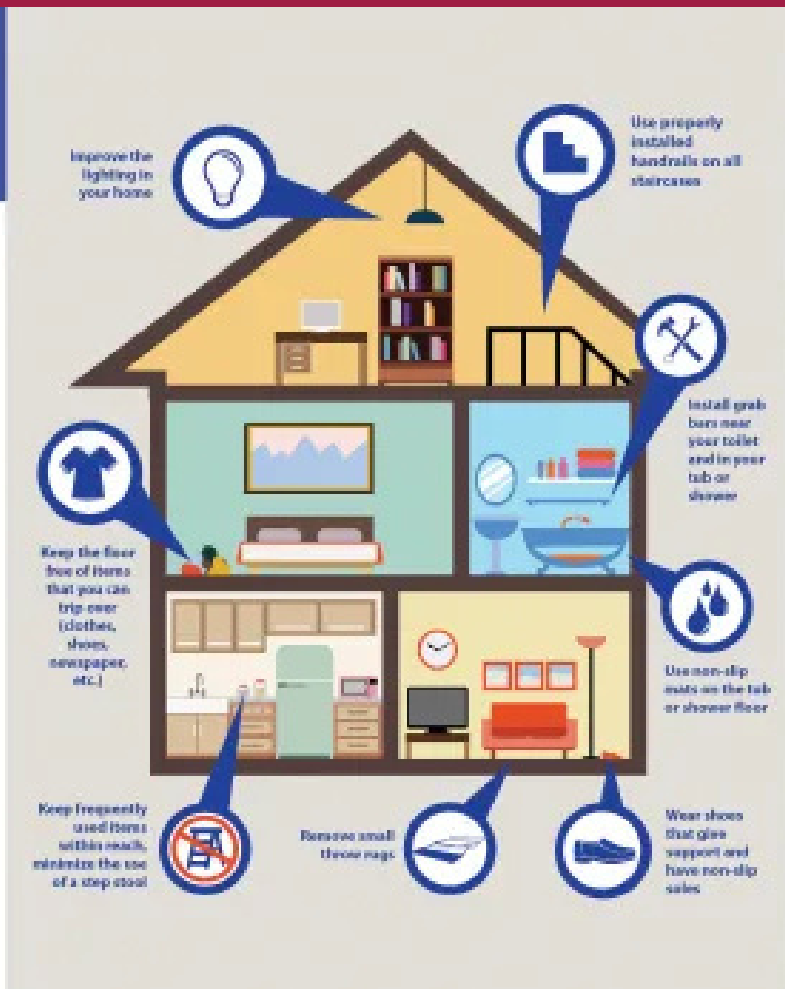 Improve the
lighting in
your home
Use properly
installed
handrails on all
staircases
Install grab
bars near
your toilet
and in your
tub or
shower
Keep the floor
free of items
that you can
trip over
(clothes,
shoes,
newspaper,
etc.)
Use non-slip
mats on the tub
or shower floor
Keep frequently
used items
within reach,
minimize the use
of a step stool
Remove small
throw rugs
Wear shoes
that give
support and
have non-slip
soles